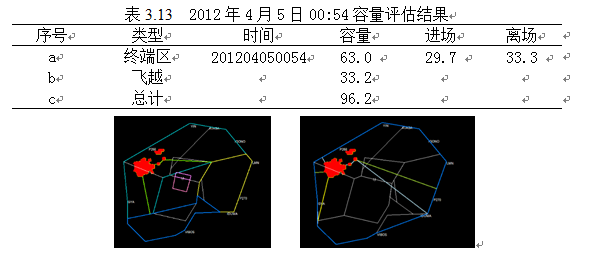 表 3.13 2012 年 4 月 5 日 00:54 容量评估结果
序号 类型 时间 容量 进场 离场
a 终端区 201204050054 63.0 29.7 33.3
b 飞越 33.2
c 总计 96.2